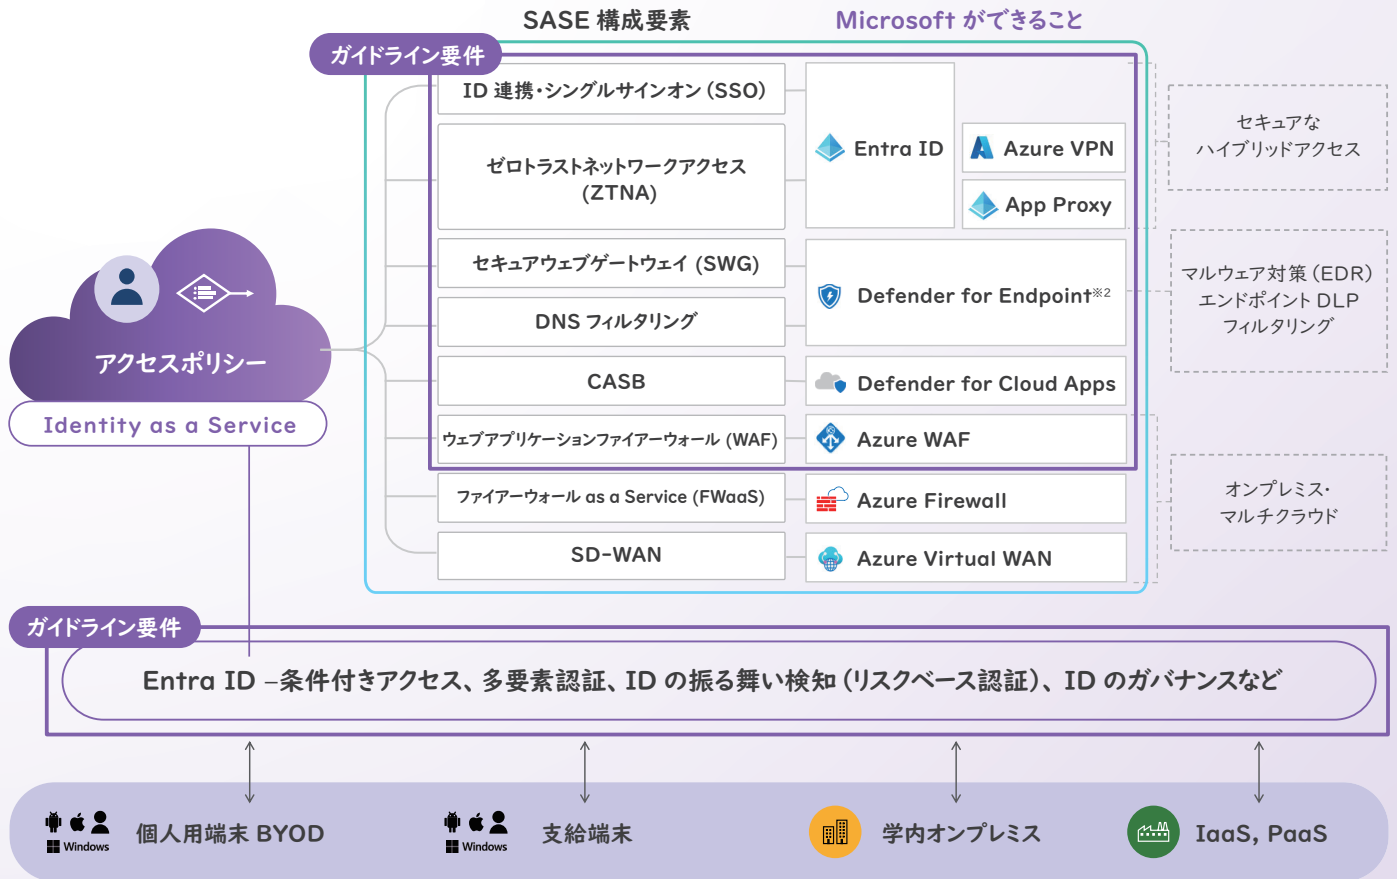 SASE 構成要素
Microsoft ができること
ガイドライン要件
ID 連携・シングルサインオン (SSO)
ゼロトラストネットワークアクセス
(ZTNA)
セキュアウェブゲートウェイ (SWG)
DNS フィルタリング
CASB
ウェブアプリケーションファイアーウォール (WAF)
ファイアーウォール as a Service (FWaaS)
SD-WAN
Entra ID
Azure VPN
App Proxy
Defender for Endpoint※2
Defender for Cloud Apps
Azure WAF
Azure Firewall
Azure Virtual WAN
セキュアな
ハイブリッドアクセス
マルウェア対策 (EDR)
エンドポイント DLP
フィルタリング
オンプレミス・
マルチクラウド
アクセスポリシー
Identity as a Service
ガイドライン要件
Entra ID –条件付きアクセス、多要素認証、ID の振る舞い検知 (リスクベース認証)、ID のガバナンスなど
Windows
個人用端末 BYOD
Windows
支給端末
学内オンプレミス
IaaS, PaaS